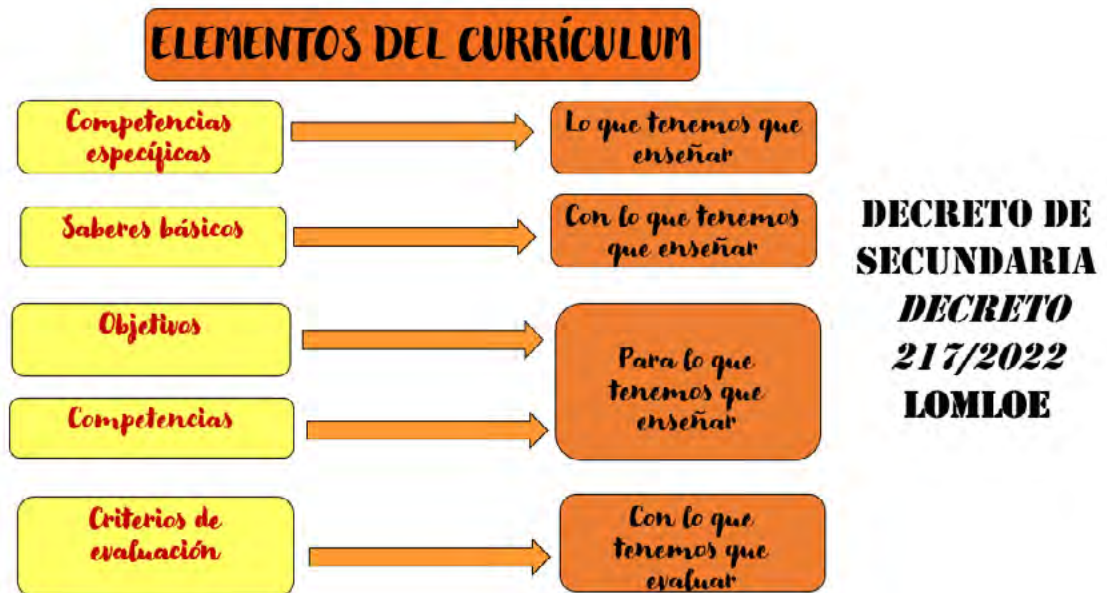 ELEMENTOS DEL CURRÍCULUM
Competencias
específicas
Lo que tenemos que
enseñar
Saberes básicos
Con lo que tenemos
que enseñar
Objetivos
Competencias
Para lo que
tenemos que
enseñar
Criterios de
evaluación
Con lo que
tenemos que
evaluar
DECRETO DE
SECUNDARIA
DECRETO
217/2022
LOMLOE